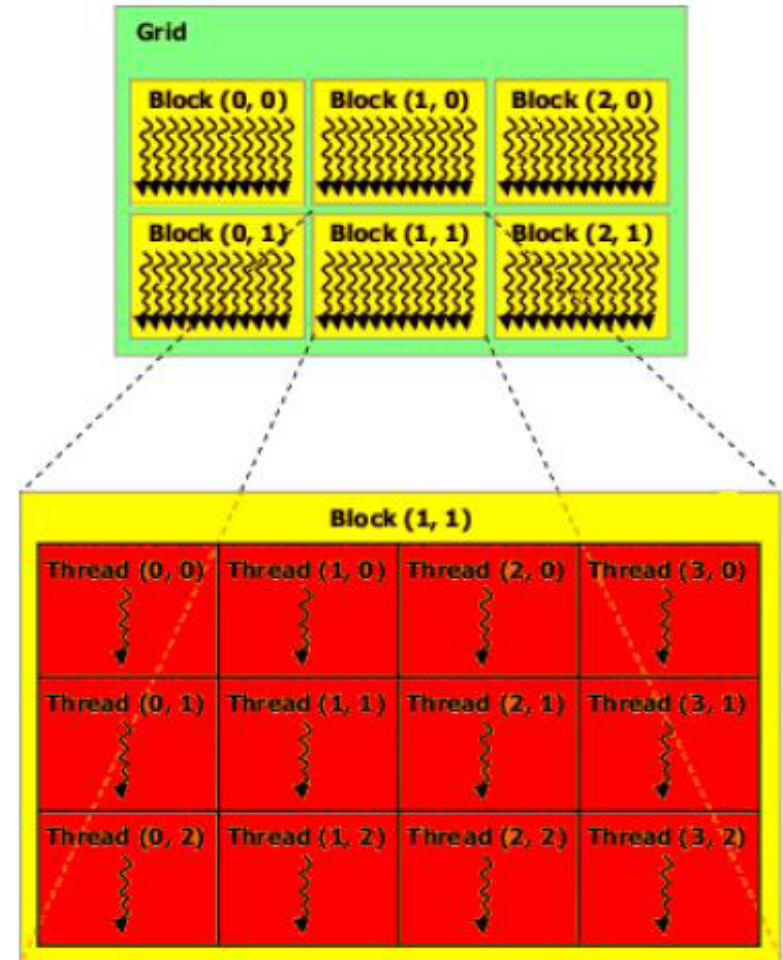 Grid
Block (0, 0) Block (1, 0) Block (2, 0)
Block (0, 1) Block (1, 1) Block (2, 1)
Block (1, 1)
Thread (0, 0) Thread (1, 0) Thread (2, 0) Thread (3, 0)
Thread (0, 1) Thread (1, 1) Thread (2, 1) Thread (3, 1)
Thread (0, 2) Thread (1, 2) Thread (2, 2) Thread (3, 2)